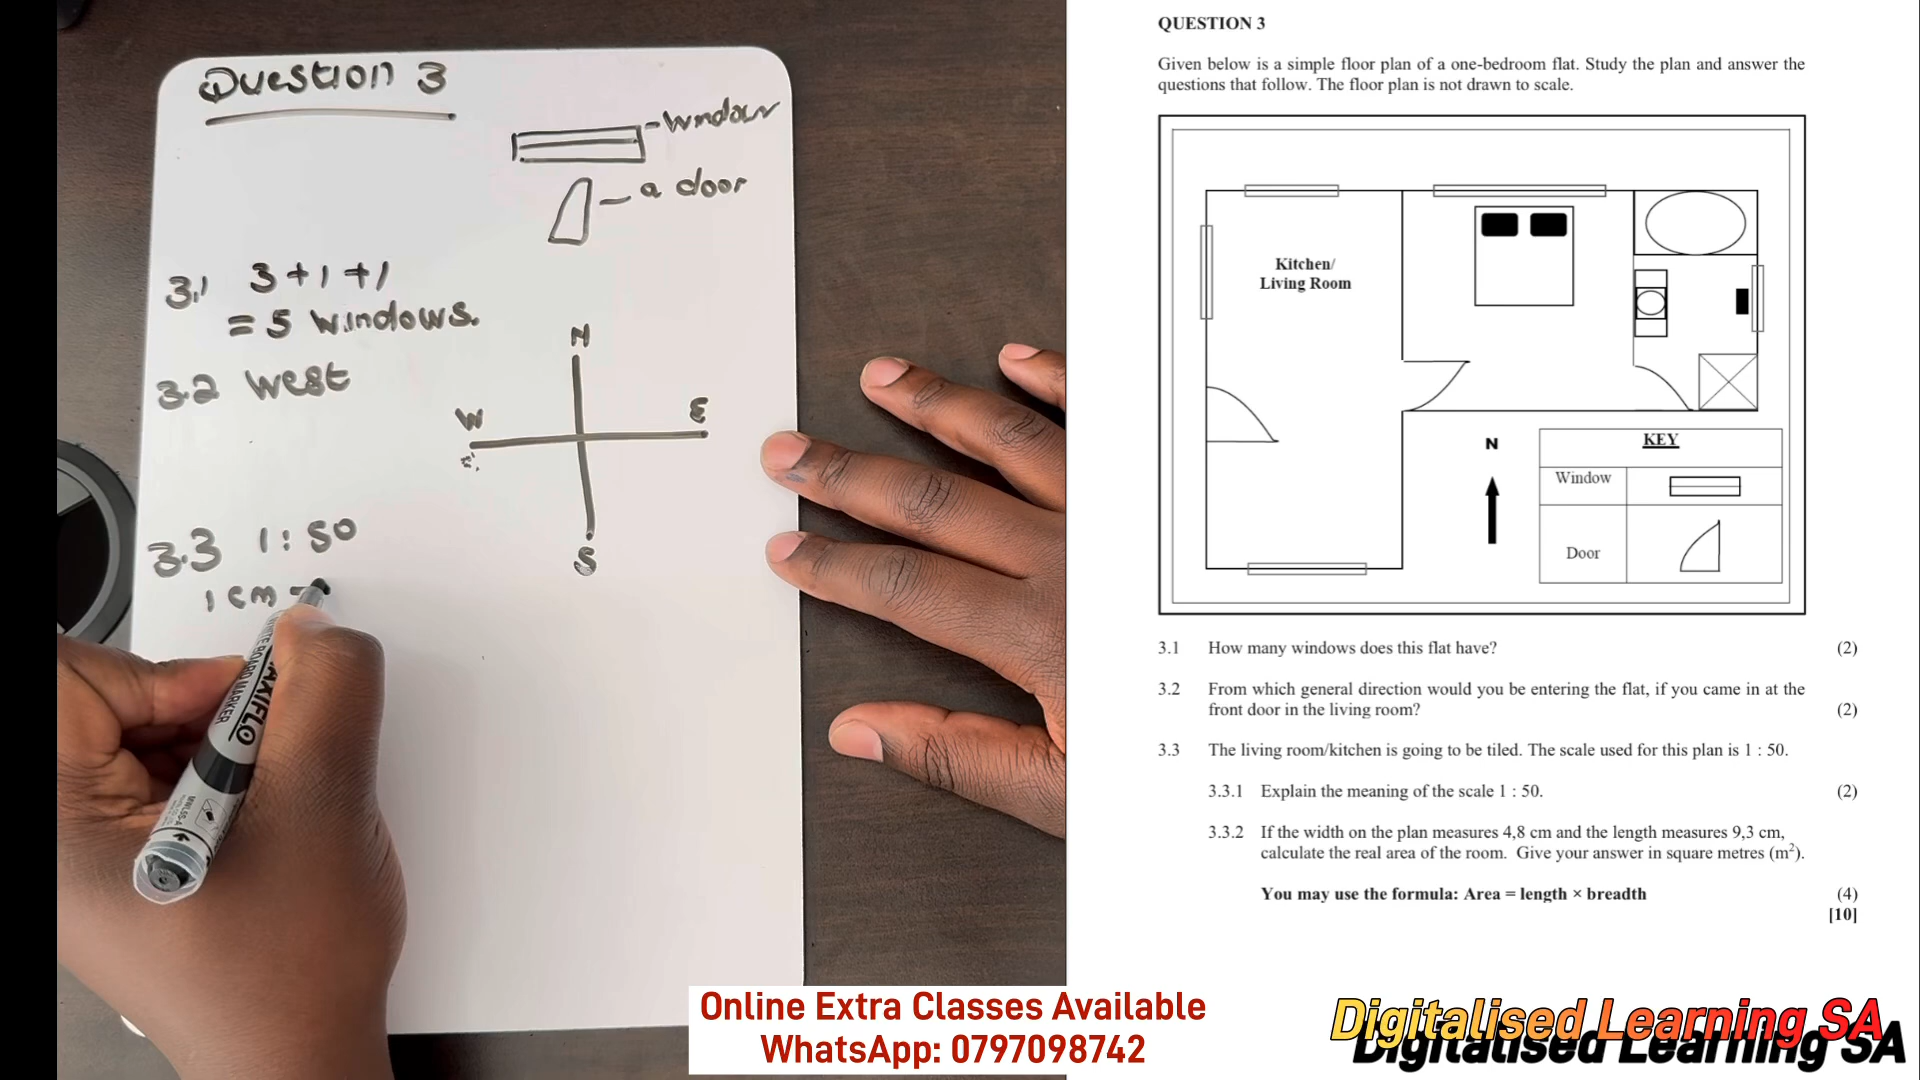 Question 3
- Window
- a door
3.1 3+1+1
= 5 windows.
3.2 West
N
W E
S
3.3 1:50
1cm =
WHITEBOARD MARKER
MAXIFLO
QUESTION 3
Given below is a simple floor plan of a one-bedroom flat. Study the plan and answer the
questions that follow. The floor plan is not drawn to scale.
Kitchen/
Living Room
N
KEY
Window
Door
3.1 How many windows does this flat have? (2)
3.2 From which general direction would you be entering the flat, if you came in at the
front door in the living room? (2)
3.3 The living room/kitchen is going to be tiled. The scale used for this plan is 1 : 50.
3.3.1 Explain the meaning of the scale 1 : 50. (2)
3.3.2 If the width on the plan measures 4,8 cm and the length measures 9,3 cm,
calculate the real area of the room. Give your answer in square metres (m²).
You may use the formula: Area = length × breadth (4)
[10]
Online Extra Classes Available
WhatsApp: 0797098742
Digitalised Learning SA
Digitalised Learning SA